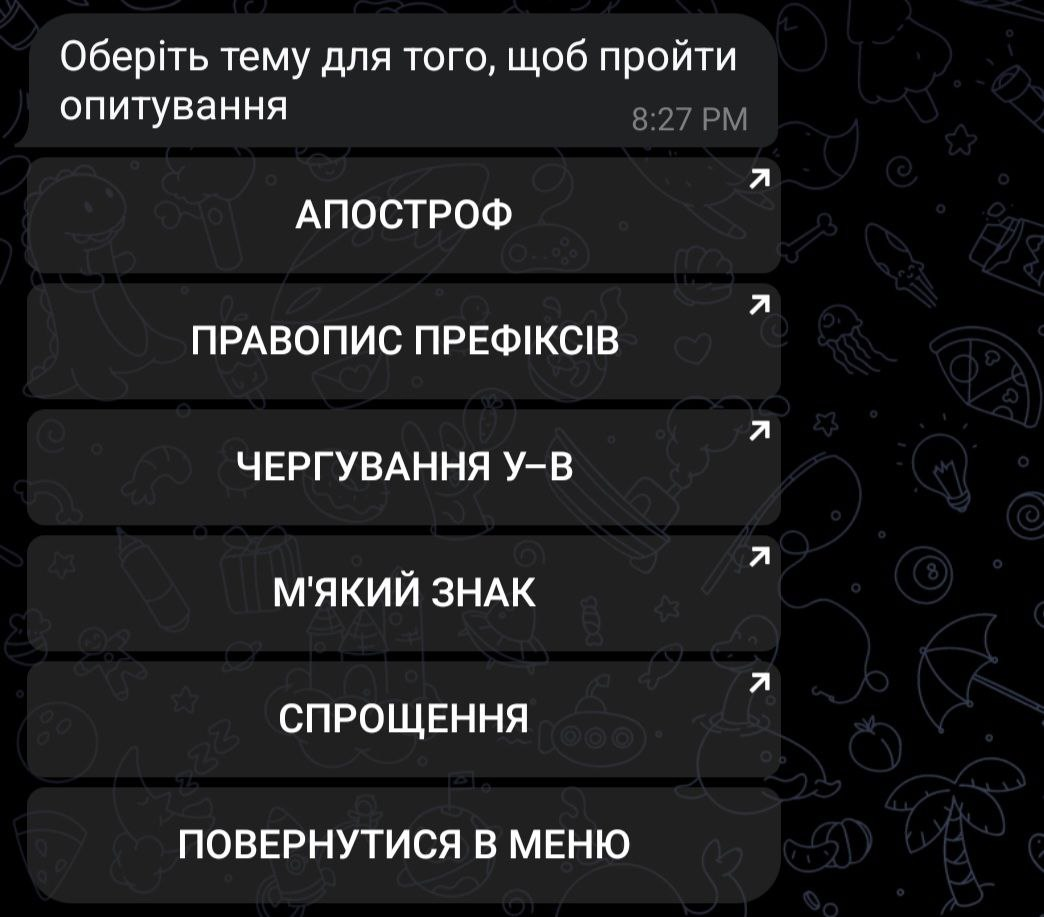 Оберіть тему для того, щоб пройти
опитування
8:27 PM
АПОСТРОФ
ПРАВОПИС ПРЕФІКСІВ
ЧЕРГУВАННЯ У–В
М'ЯКИЙ ЗНАК
СПРОЩЕННЯ
ПОВЕРНУТИСЯ В МЕНЮ